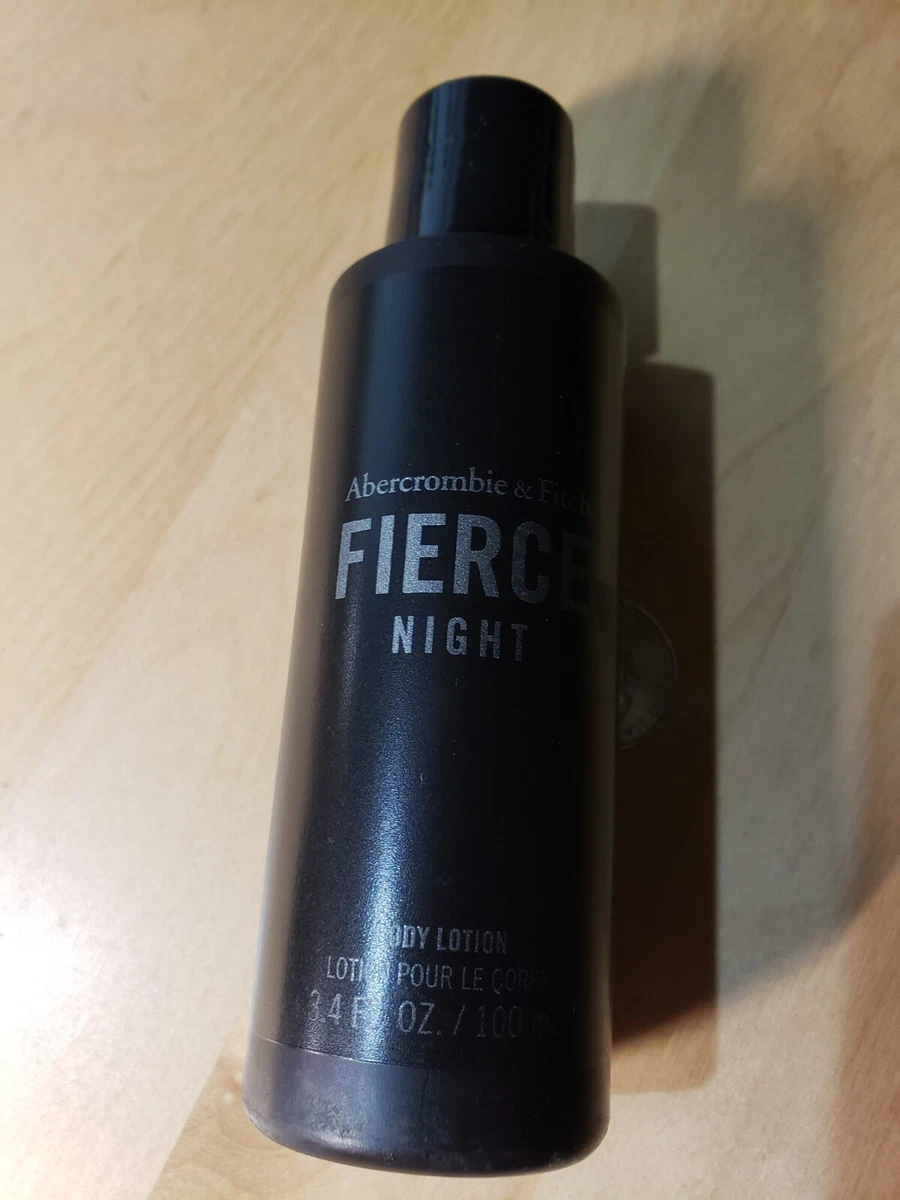 Abercrombie & Fitch
FIERCE
NIGHT
BODY LOTION
LOTION POUR LE CORPS
3.4 FL OZ. / 100 mL